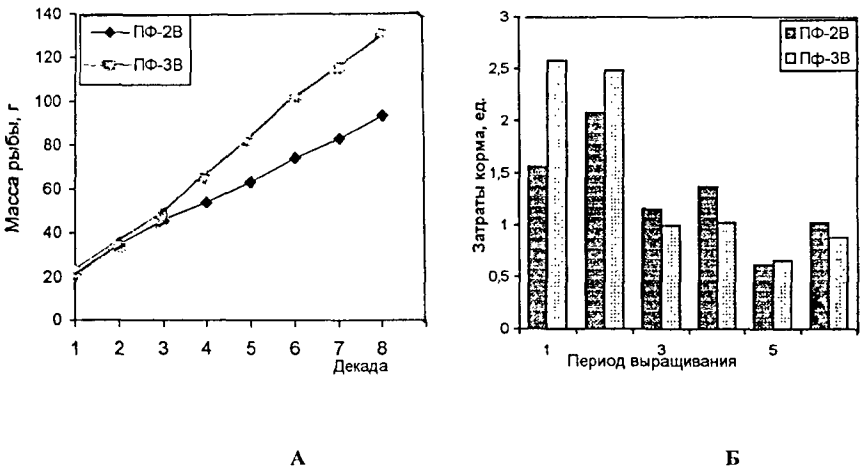 140
120
100
80
60
40
20
0
Масса рыбы, г
ПФ-2В
ПФ-3В
1 2 3 4 5 6 7 8
Декада
А
3
2,5
2
1,5
1
0,5
0
Затраты корма, ед.
ПФ-2В
Пф-3В
1 3 5
Период выращивания
Б